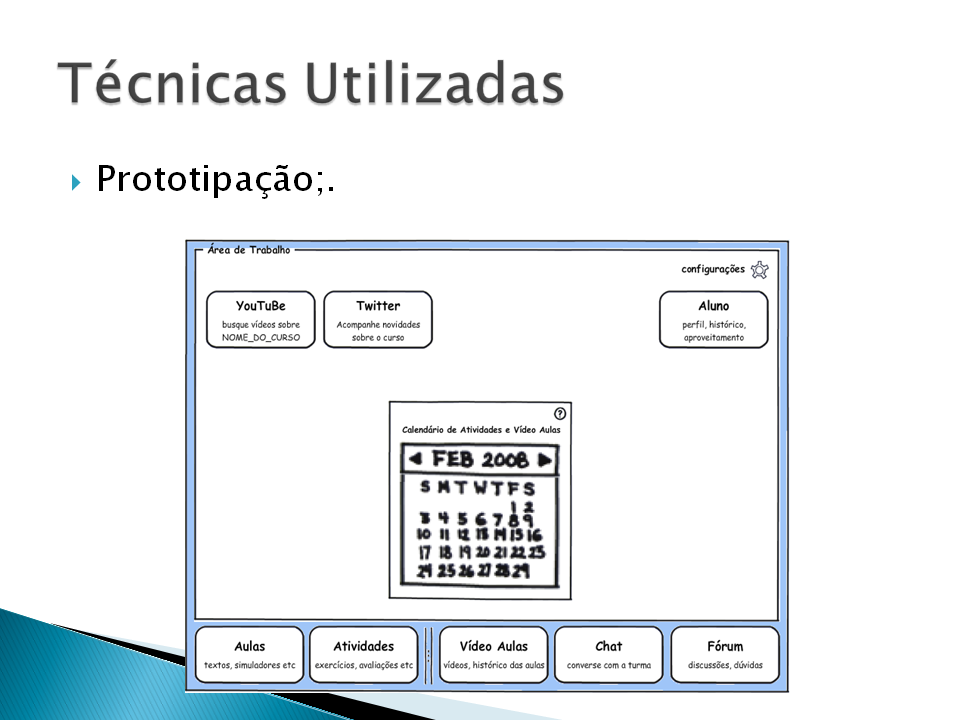 Técnicas Utilizadas
Prototipação;.
Área de Trabalho
configurações
YouTuBe
busque vídeos sobre
NOME_DO_CURSO
Twitter
Acompanhe novidades
sobre o curso
Aluno
perfil, histórico,
aproveitamento
?
Calendário de Atividades e Vídeo Aulas
FEB 2008
S M T W T F S
1 2
3 4 5 6 7 8 9
10 11 12 13 14 15 16
17 18 19 20 21 22 23
24 25 26 27 28 29
Aulas
textos, simuladores etc
Atividades
exercícios, avaliações etc
Vídeo Aulas
vídeos, histórico das aulas
Chat
converse com a turma
Fórum
discussões, dúvidas